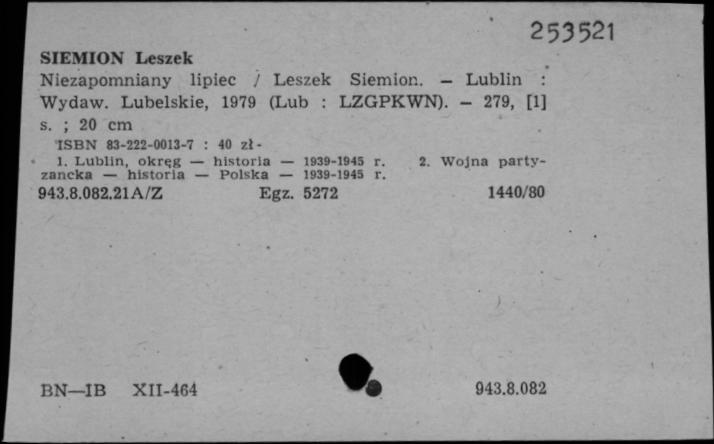 253521
SIEMION Leszek
Niezapomniany lipiec / Leszek Siemion. — Lublin :
Wydaw. Lubelskie, 1979 (Lub : LZGPKWN). — 279, [1]
s. ; 20 cm
ISBN 83-222-0013-7 : 40 zł-
1. Lublin, okręg — historia — 1939-1945 r. 2. Wojna party-
zancka — historia — Polska — 1939-1945 r.
943.8.082.21A/Z Egz. 5272 1440/80
BN—IB XII-464 943.8.082